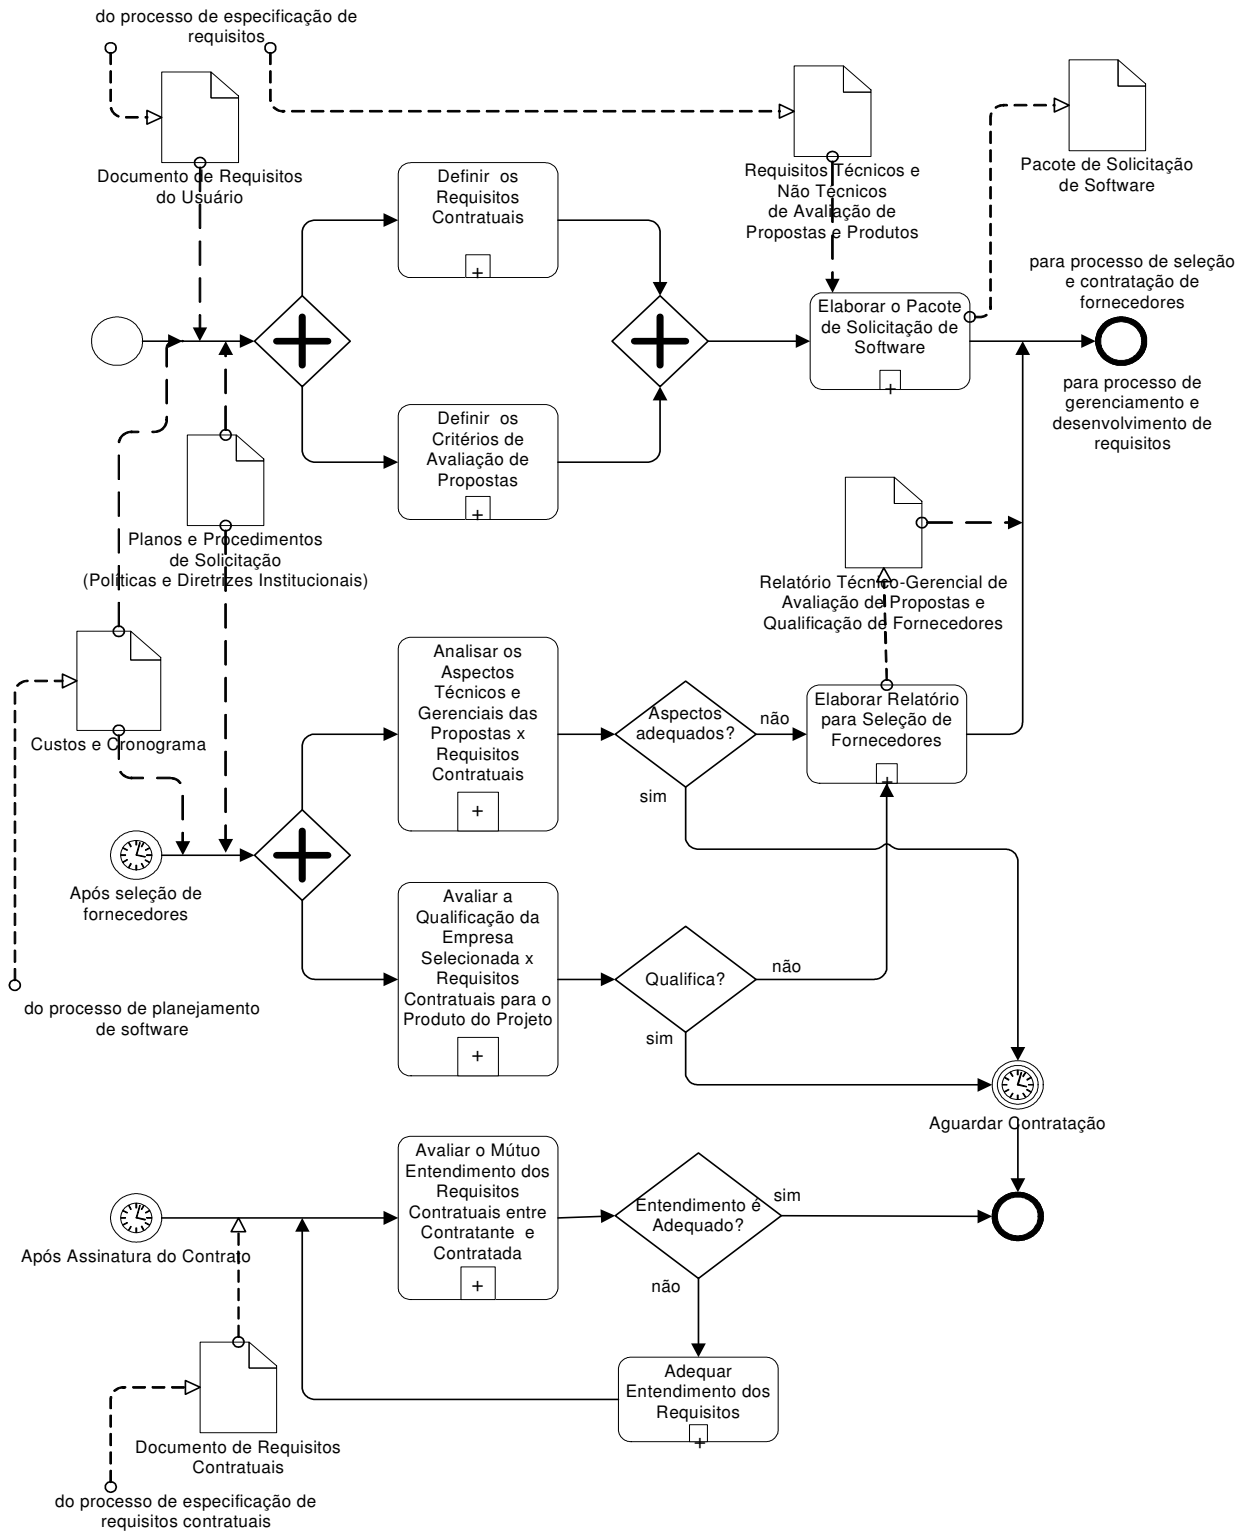 do processo de especificação de
requisitos
Documento de Requisitos
do Usuário
Definir os
Requisitos
Contratuais
+
Requisitos Técnicos e
Não Técnicos
de Avaliação de
Propostas e Produtos
Pacote de Solicitação
de Software
para processo de seleção
e contratação de
fornecedores
Elaborar o Pacote
de Solicitação de
Software
+
para processo de
gerenciamento e
desenvolvimento de
requisitos
Definir os
Critérios de
Avaliação de
Propostas
+
Planos e Procedimentos
de Solicitação
(Políticas e Diretrizes Institucionais)
Relatório Técnico-Gerencial de
Avaliação de Propostas e
Qualificação de Fornecedores
Custos e Cronograma
Analisar os
Aspectos
Técnicos e
Gerenciais das
Propostas x
Requisitos
Contratuais
+
Aspectos
adequados?
não
sim
Elaborar Relatório
para Seleção de
Fornecedores
+
Após seleção de
fornecedores
Avaliar a
Qualificação da
Empresa
Selecionada x
Requisitos
Contratuais para o
Produto do Projeto
+
Qualifica?
não
sim
do processo de planejamento
de software
Aguardar Contratação
Após Assinatura do Contrato
Avaliar o Mútuo
Entendimento dos
Requisitos
Contratuais entre
Contratante e
Contratada
+
Entendimento é
Adequado?
sim
não
Adequar
Entendimento dos
Requisitos
+
Documento de Requisitos
Contratuais
do processo de especificação de
requisitos contratuais